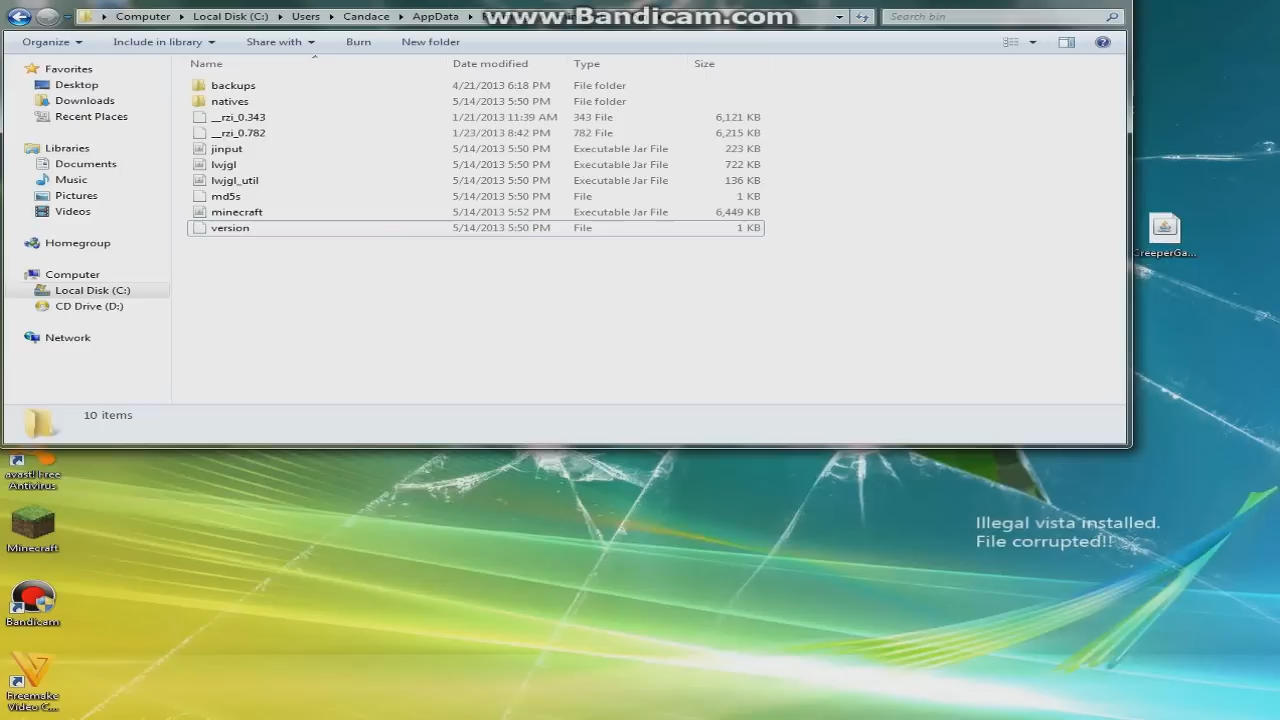 Computer Local Disk (C:) Users Candace AppData
www.Bandicam.com
Search bin
Organize Include in library Share with Burn New folder
Name Date modified Type Size
Favorites
Desktop
Downloads
Recent Places
Libraries
Documents
Music
Pictures
Videos
Homegroup
Computer
Local Disk (C:)
CD Drive (D:)
Network
backups 4/21/2013 6:18 PM File folder
natives 5/14/2013 5:50 PM File folder
__rzi_0.343 1/21/2013 11:39 AM 343 File 6,121 KB
__rzi_0.782 1/23/2013 8:42 PM 782 File 6,215 KB
jinput 5/14/2013 5:50 PM Executable Jar File 223 KB
lwjgl 5/14/2013 5:50 PM Executable Jar File 722 KB
lwjgl_util 5/14/2013 5:50 PM Executable Jar File 136 KB
md5s 5/14/2013 5:50 PM File 1 KB
minecraft 5/14/2013 5:52 PM Executable Jar File 6,449 KB
version 5/14/2013 5:50 PM File 1 KB
10 items
CreeperGa...
avast! Free
Antivirus
Minecraft
Bandicam
Freemake
Video C...
Illegal vista installed.
File corrupted!!